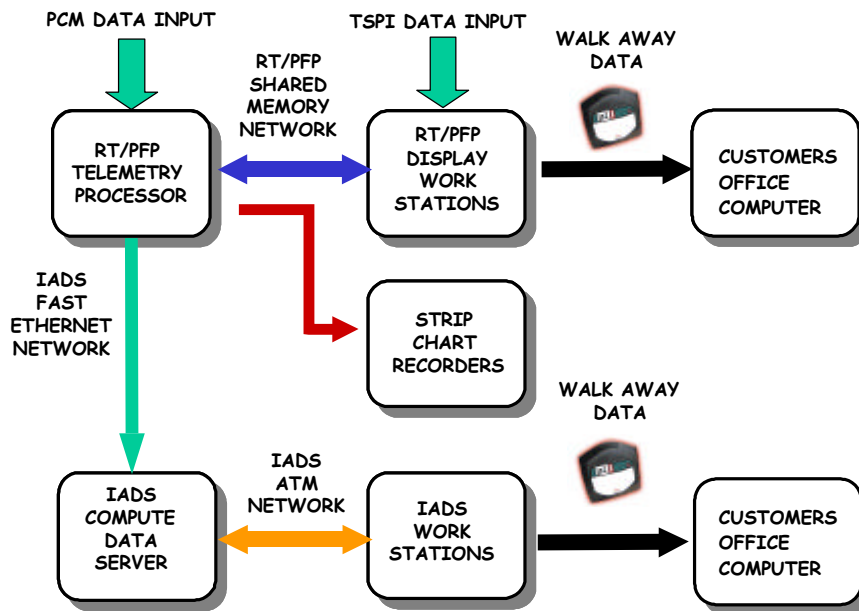 PCM DATA INPUT
TSPI DATA INPUT
WALK AWAY
DATA
RT/PFP
SHARED
MEMORY
NETWORK
RT/PFP
TELEMETRY
PROCESSOR
RT/PFP
DISPLAY
WORK
STATIONS
CUSTOMERS
OFFICE
COMPUTER
IADS
FAST
ETHERNET
NETWORK
STRIP
CHART
RECORDERS
WALK AWAY
DATA
IADS
COMPUTE
DATA
SERVER
IADS
ATM
NETWORK
IADS
WORK
STATIONS
CUSTOMERS
OFFICE
COMPUTER